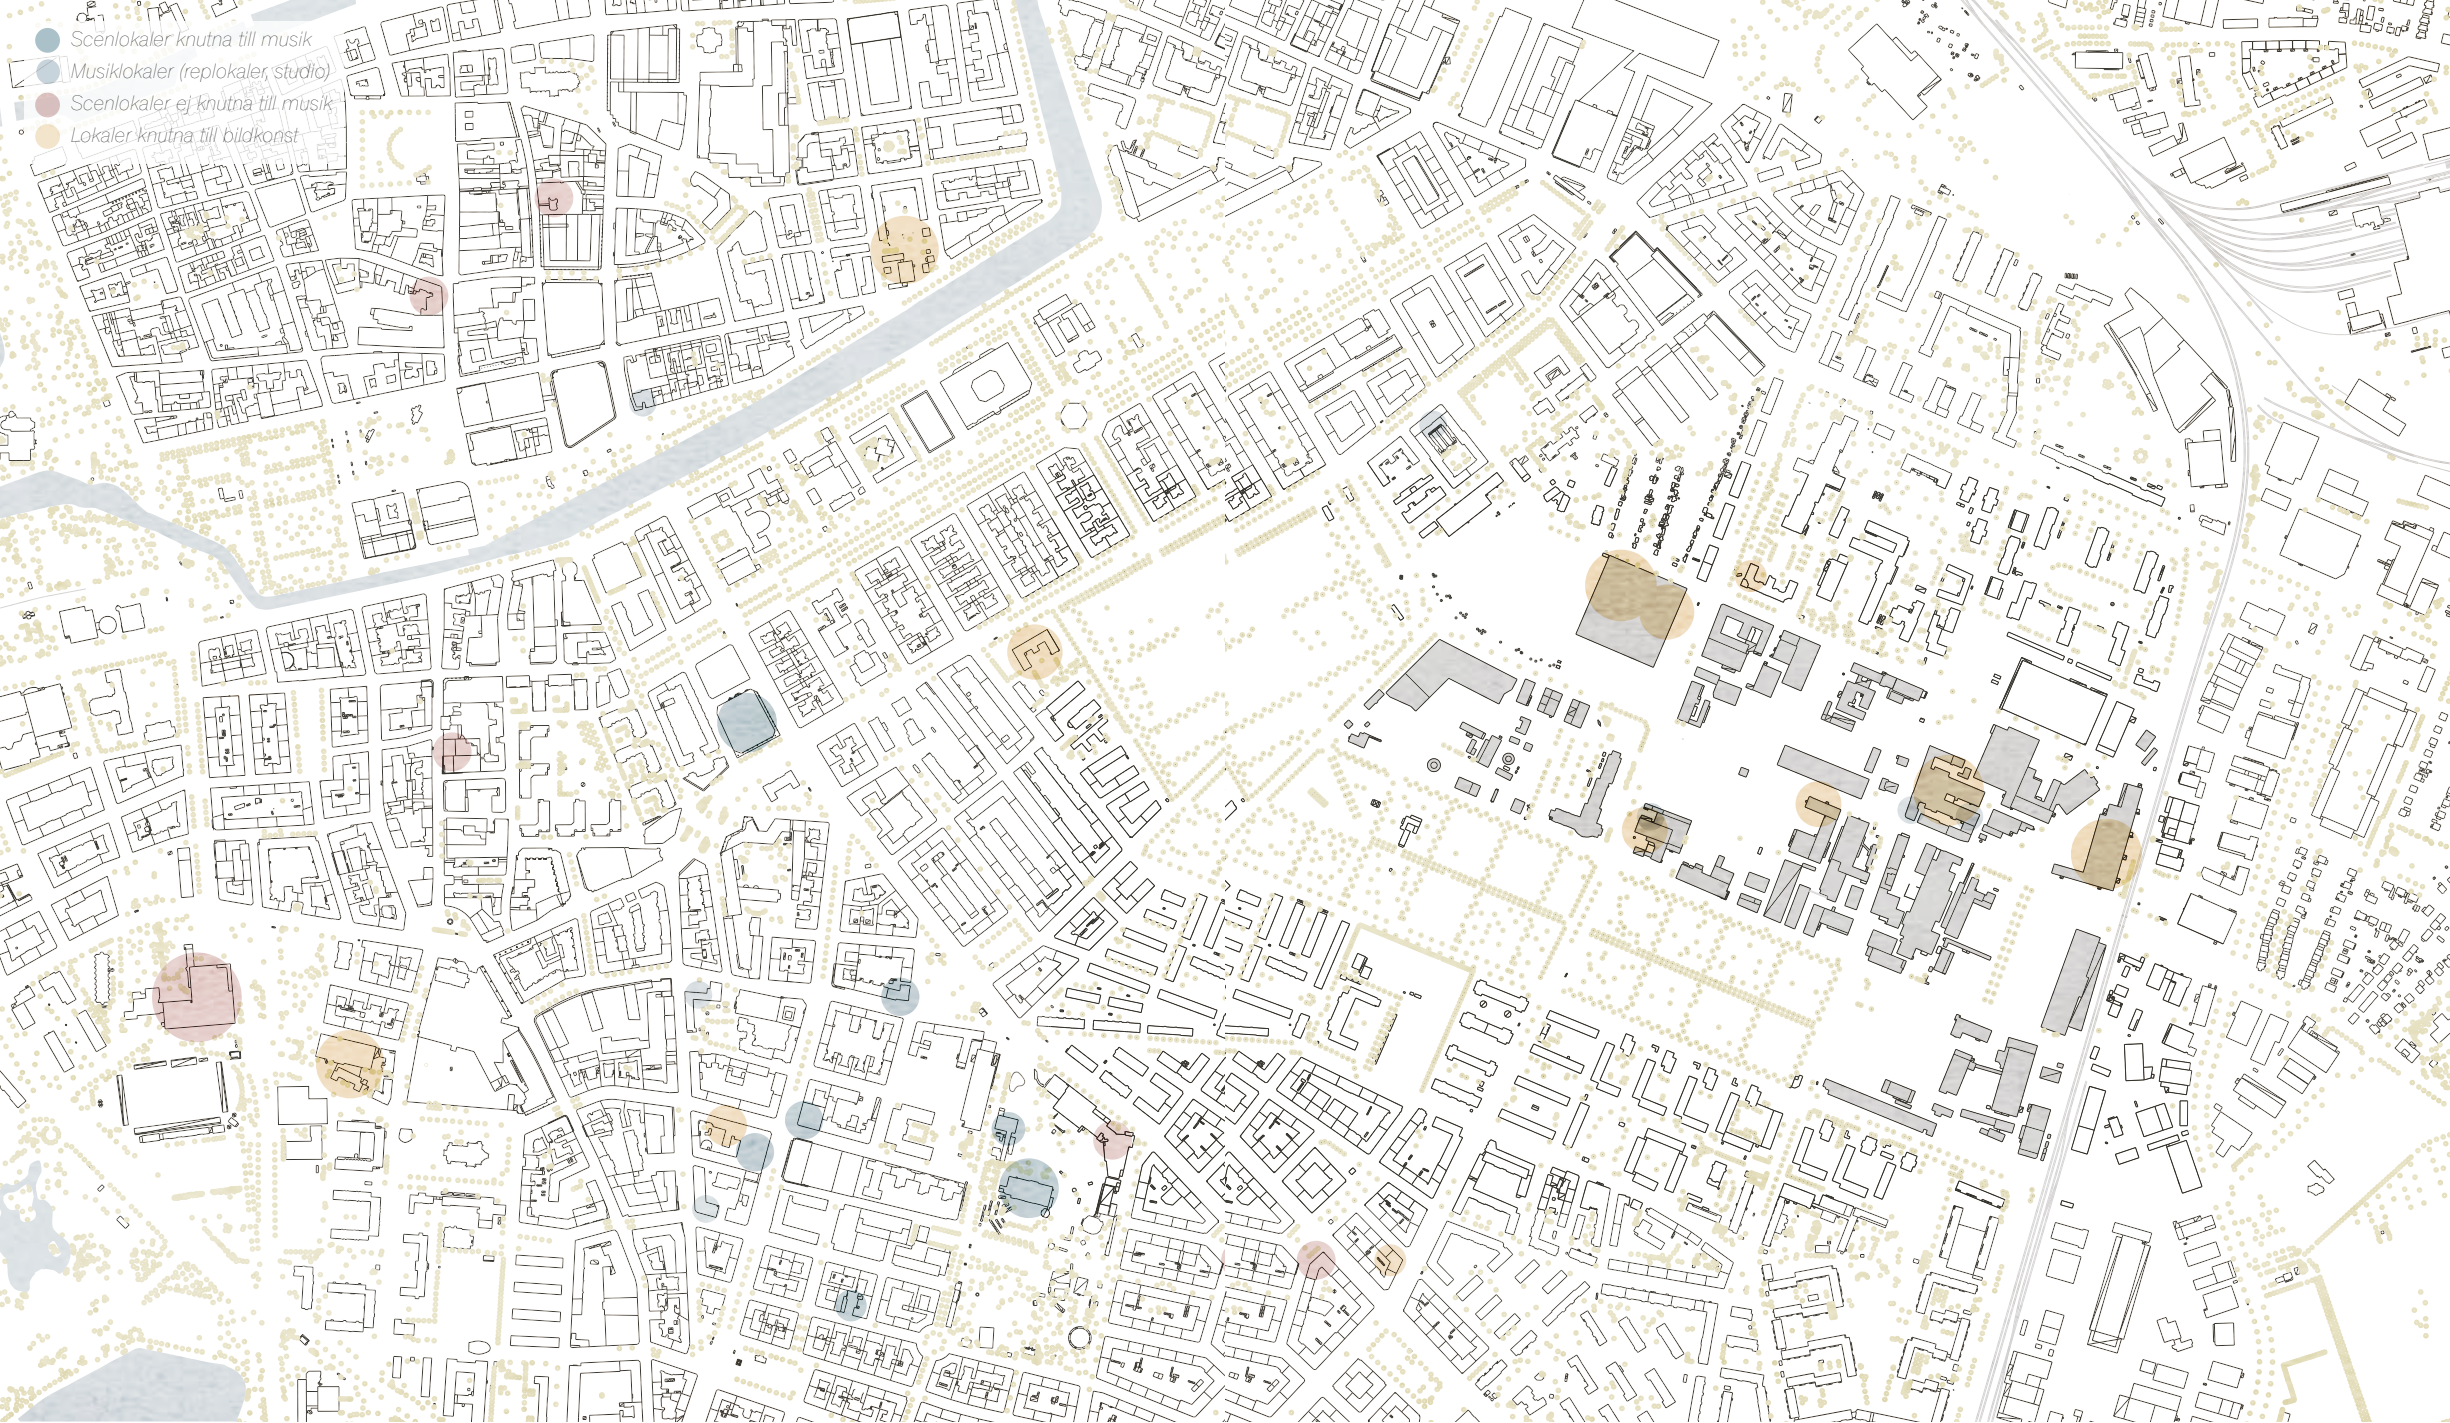 Scenlokaler knutna till musik
Musiklokaler (replokaler, studio)
Scenlokaler ej knutna till musik
Lokaler knutna till bildkonst